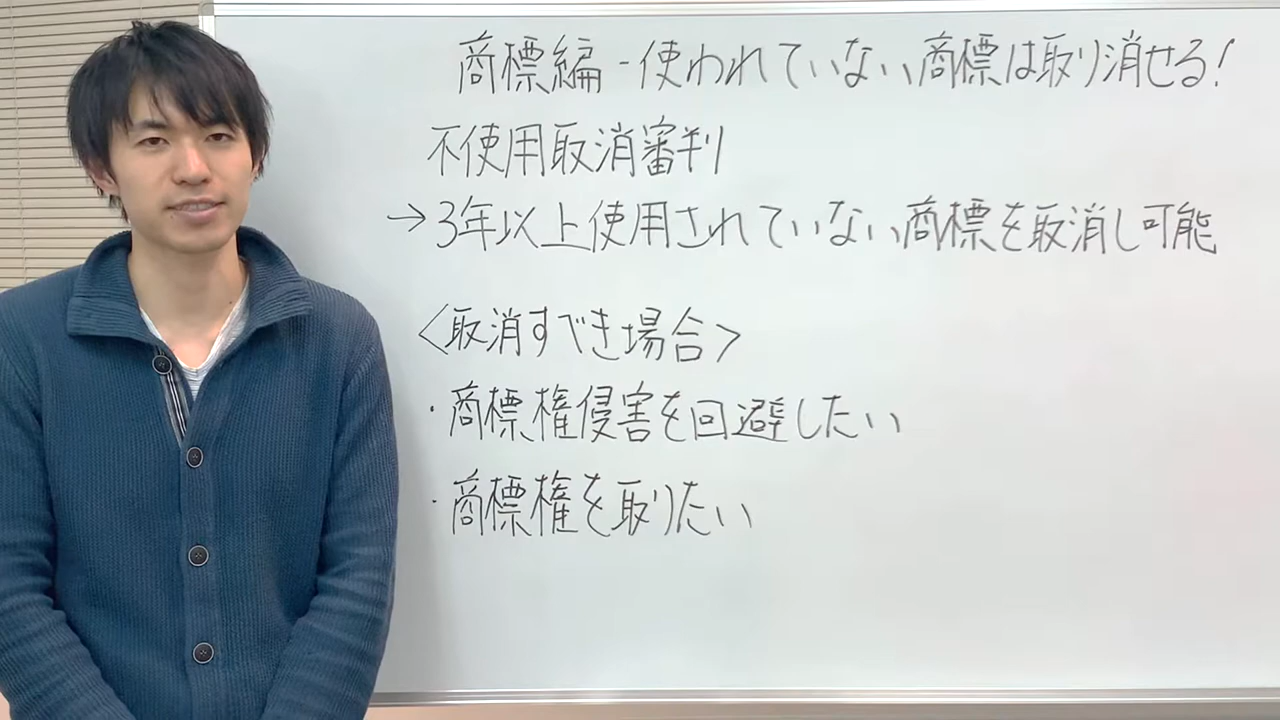 商標編-使われていない商標は取り消せる!
不使用取消審判
→3年以上使用されていない商標を取消し可能
<取消すべき場合>
・商標権侵害を回避したい
・商標権を取りたい